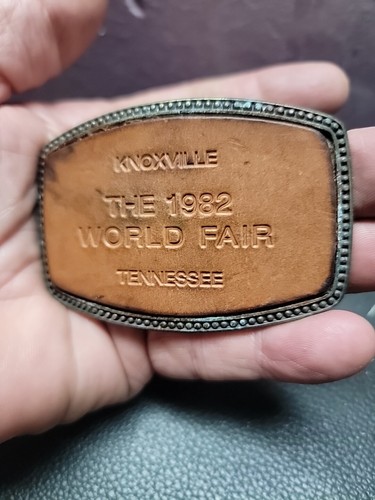 KNOXVILLE
THE 1982
WORLD FAIR
TENNESSEE